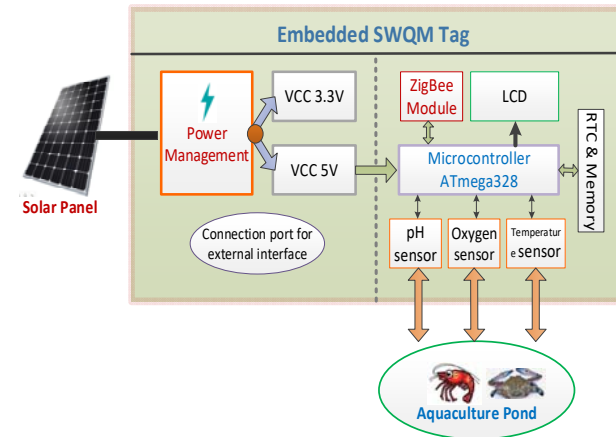 Embedded SWQM Tag
Solar Panel
Power
Management
VCC 3.3V
VCC 5V
Connection port for
external interface
ZigBee
Module
LCD
Microcontroller
ATmega328
RTC & Memory
pH
sensor
Oxygen
sensor
Temperatur
e sensor
Aquaculture Pond